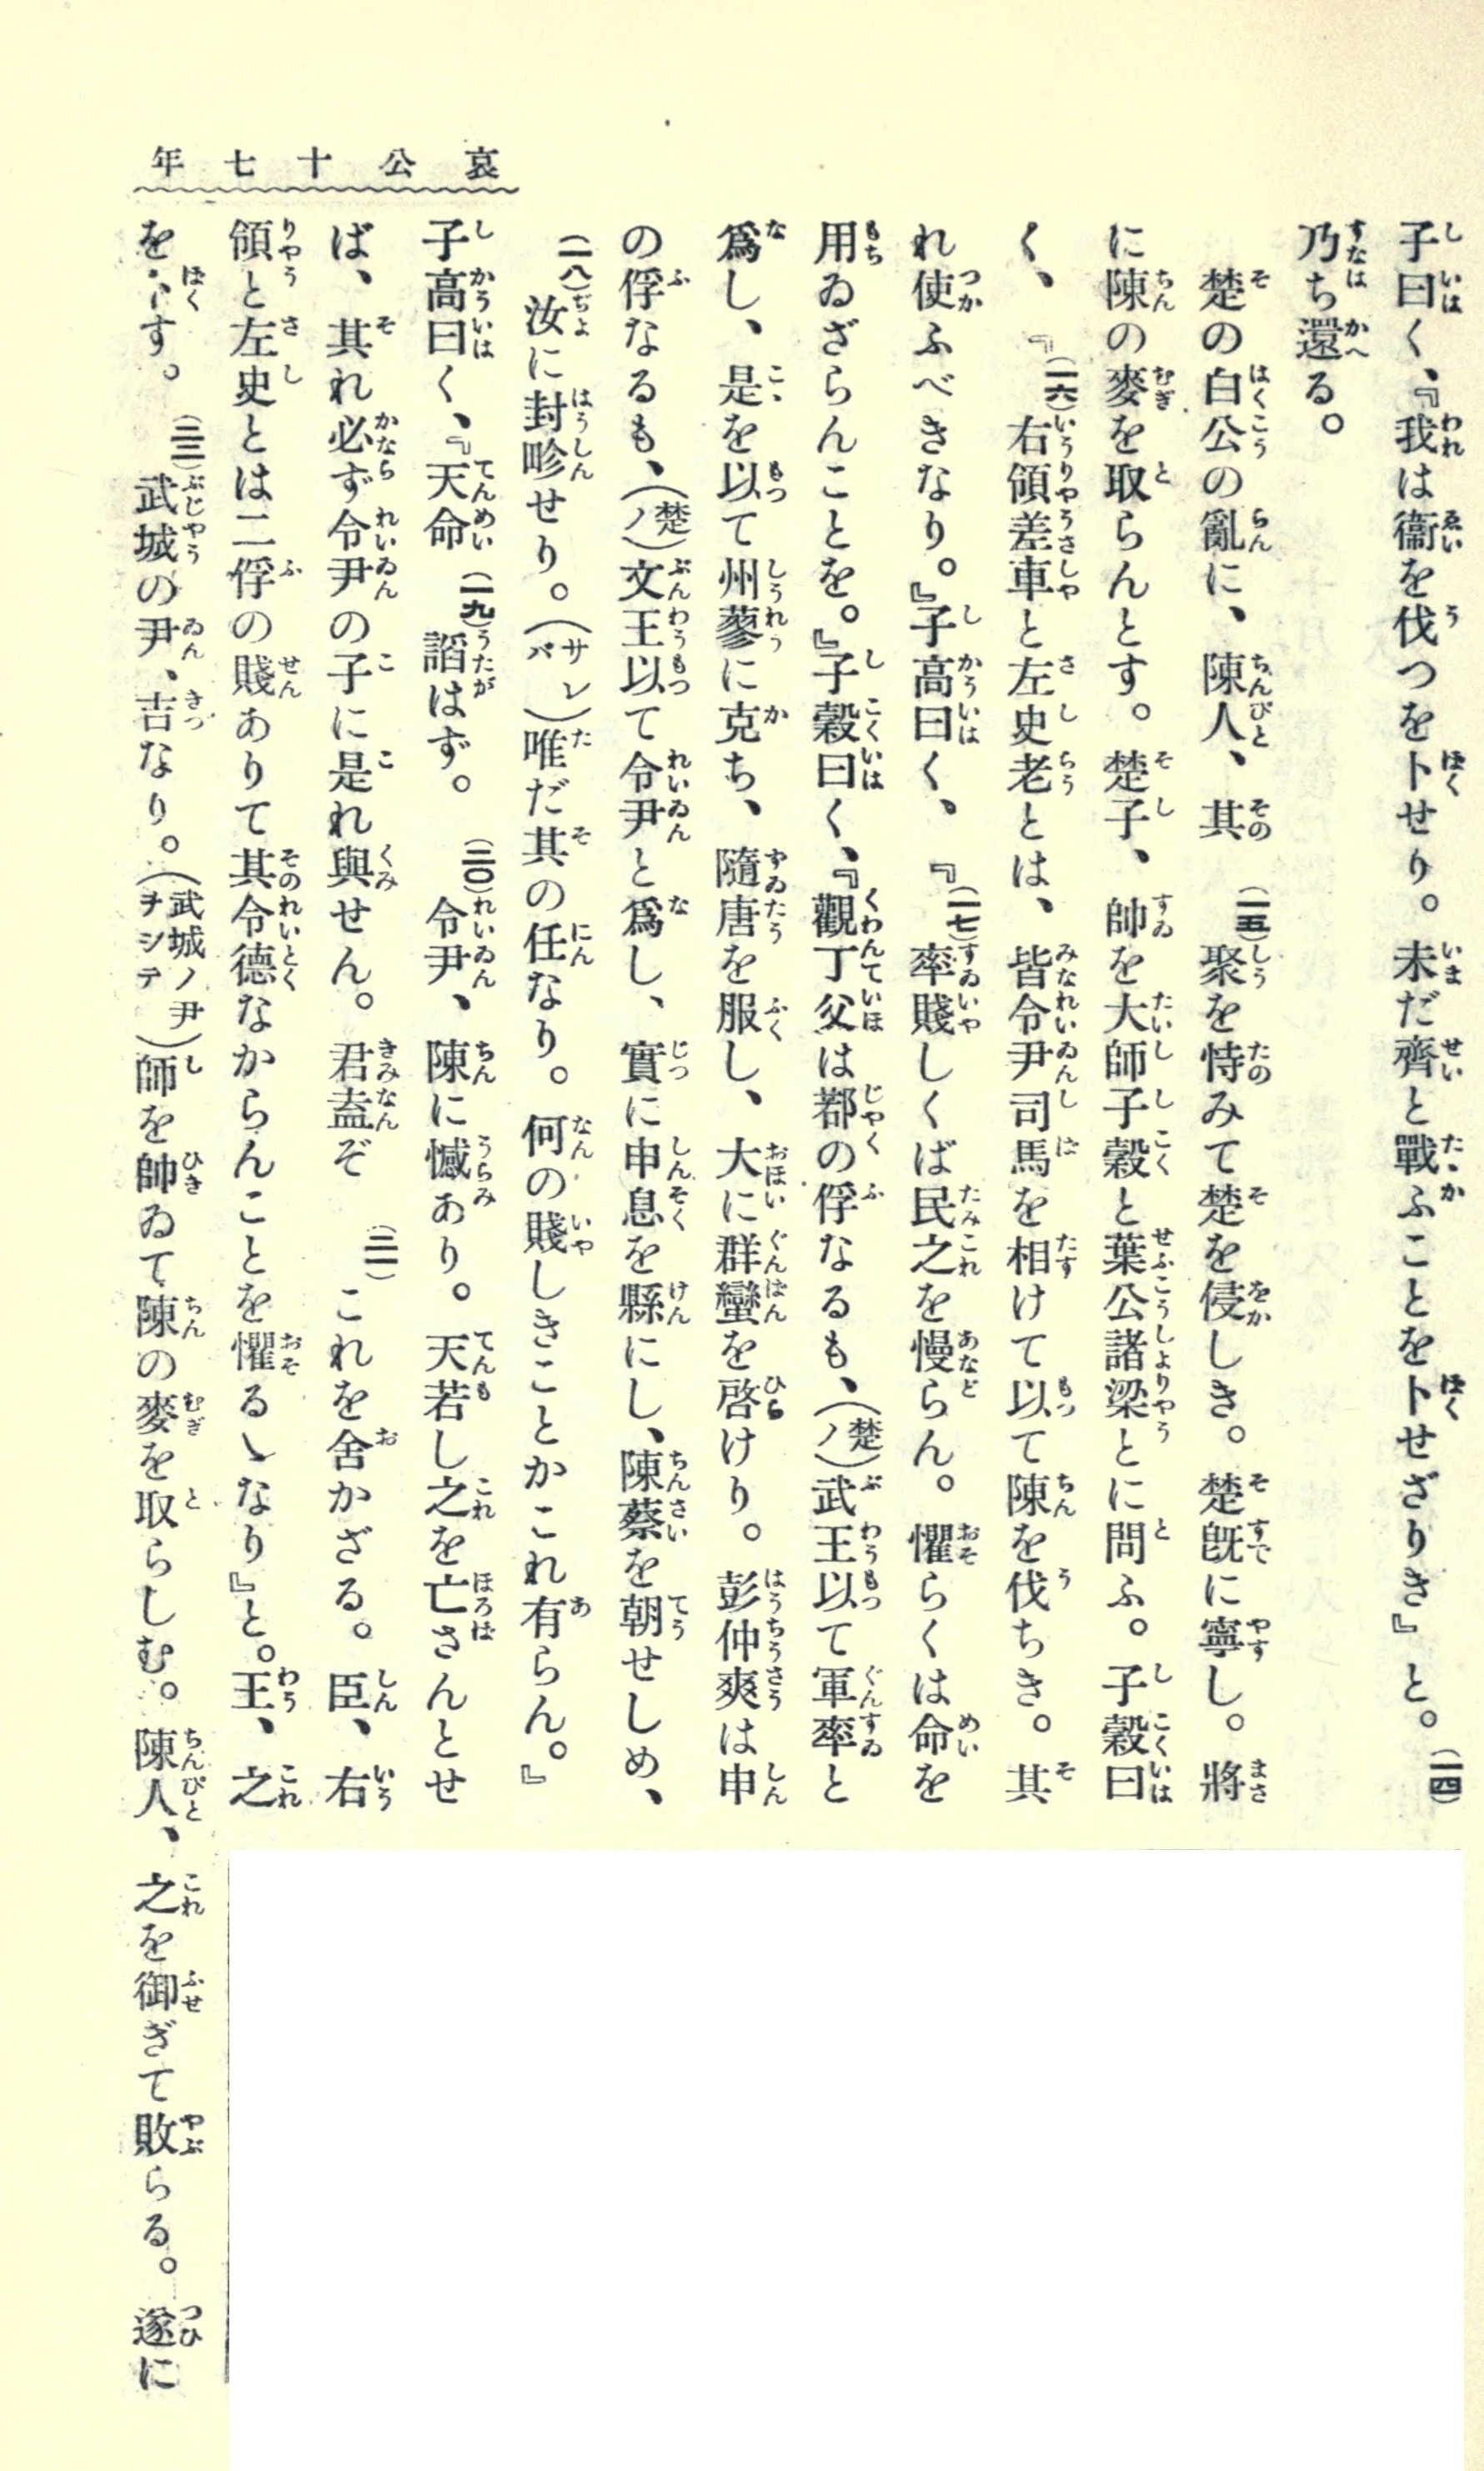 子曰く、『我は衞を伐つを卜せり。未だ齊と戰ふことを卜せざりき』と。(一四)
乃ち還る。
楚の白公の亂に、陳人、其(一五)聚を恃みて楚を侵しき。楚旣に寧し。將
に陳の麥を取らんとす。楚子、帥を大師子穀と葉公諸梁とに問ふ。子穀曰
く、『(一六)右領差車と左史老とは、皆令尹司馬を相けて以て陳を伐ちき。其
れ使ふべきなり。』子高曰く、『(一七)率賤しくば民之を慢らん。懼らくは命を
用ゐざらんことを。』子穀曰く、『觀丁父は鄀の俘なるも、(楚ノ)武王以て軍率と
爲し、是を以て州蓼に克ち、隨唐を服し、大に群蠻を啓けり。彭仲爽は申
の俘なるも、(楚ノ)文王以て令尹と爲し、實に申息を縣にし、陳蔡を朝せしめ、
(一八)汝に封畛せり。(サレバ)唯だ其の任なり。何の賤しきことかこれ有らん。』
子高曰く、『天命(一九)謟はず。(二〇)令尹、陳に憾あり。天若し之を亡さんとせ
ば、其れ必ず令尹の子に是れ與せん。君盍ぞ(二一)これを舍かざる。臣、右
領と左史とは二俘の賤ありて其令德なからんことを懼るゝなり』と。王、之
を す。(二二)武城の尹、吉なり。(武城ノ尹ヲシテ)師を帥ゐて陳の麥を取らしむ。陳人、之を御ぎて敗らる。遂に
哀公十七年